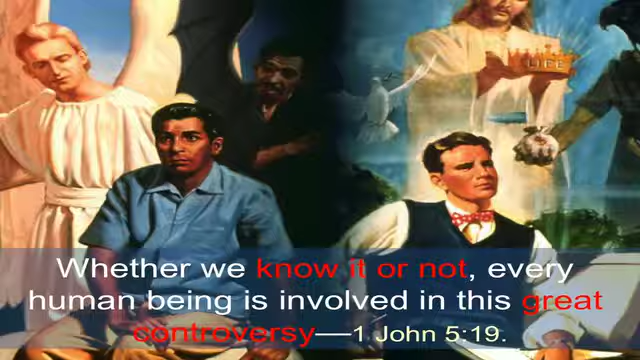 LIFE
Whether we know it or not, every
human being is involved in this great
controversy—1 John 5:19.